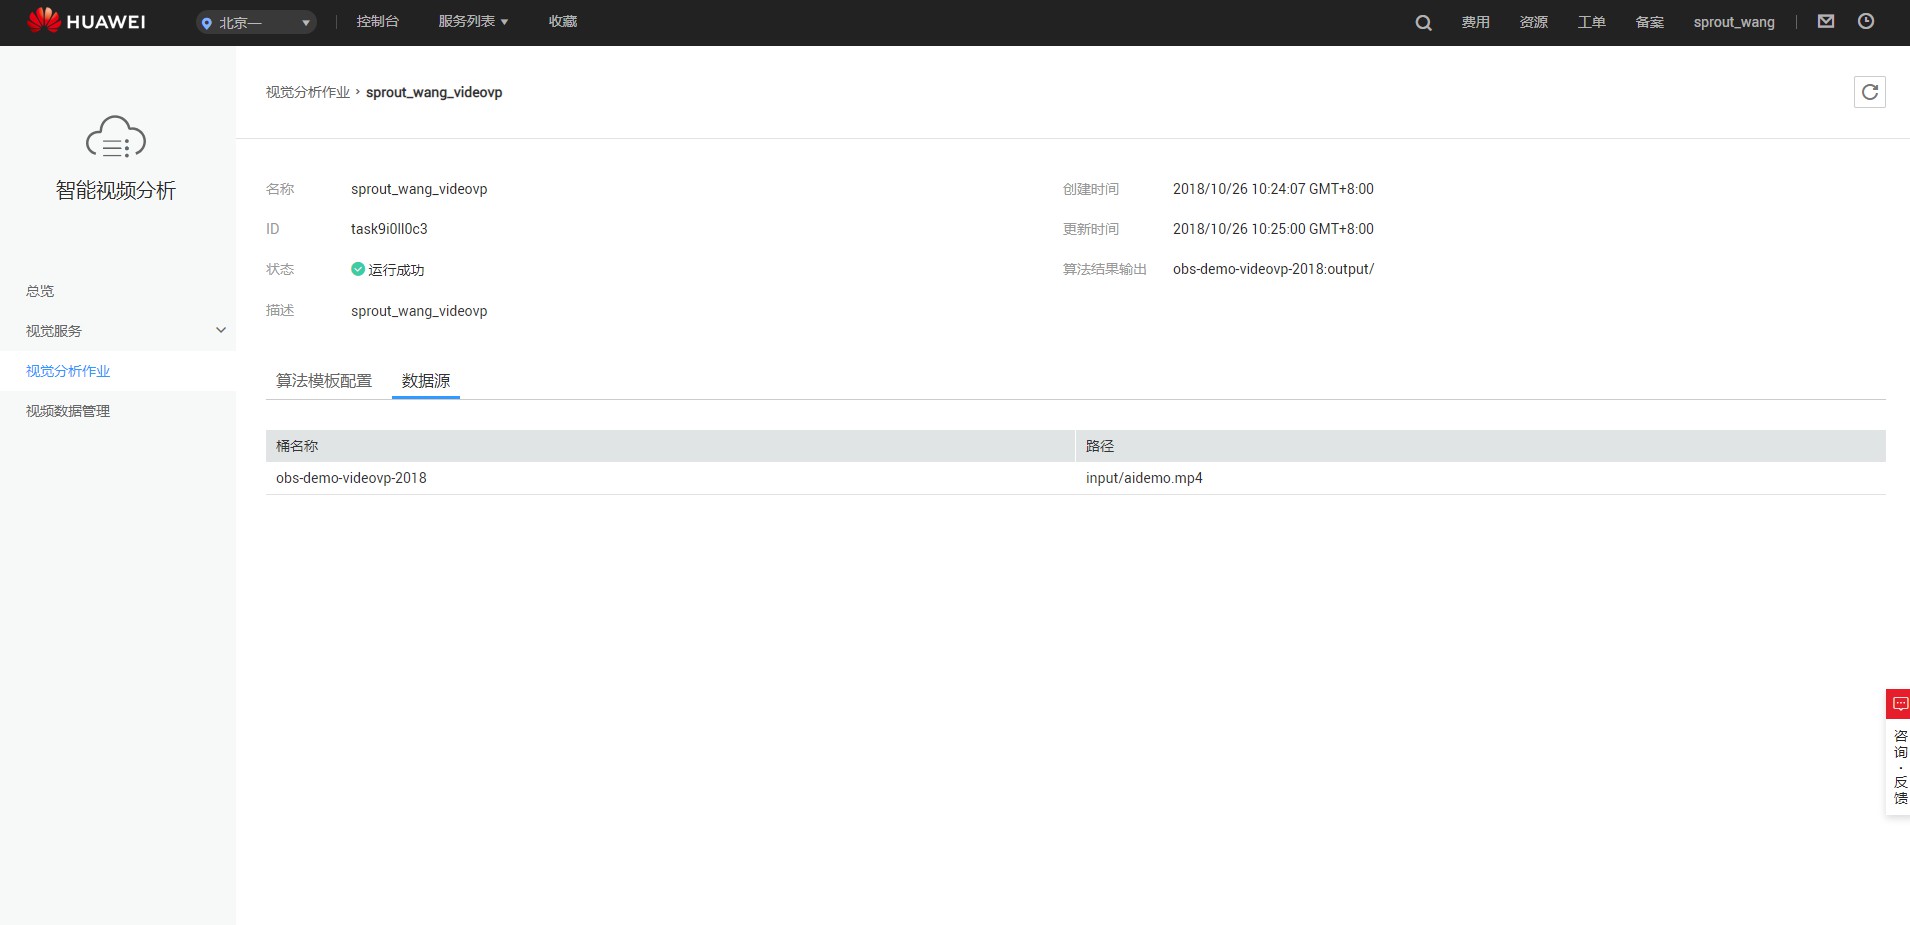 HUAWEI 北京一 控制台 服务列表 收藏 费用 资源 工单 备案 sprout_wang
视觉分析作业 › sprout_wang_videovp
智能视频分析
总览
视觉服务
视觉分析作业
视频数据管理
名称 sprout_wang_videovp 创建时间 2018/10/26 10:24:07 GMT+8:00
ID task9i0ll0c3 更新时间 2018/10/26 10:25:00 GMT+8:00
状态 运行成功 算法结果输出 obs-demo-videovp-2018:output/
描述 sprout_wang_videovp
算法模板配置 数据源
桶名称 路径
obs-demo-videovp-2018 input/aidemo.mp4
咨询·反馈